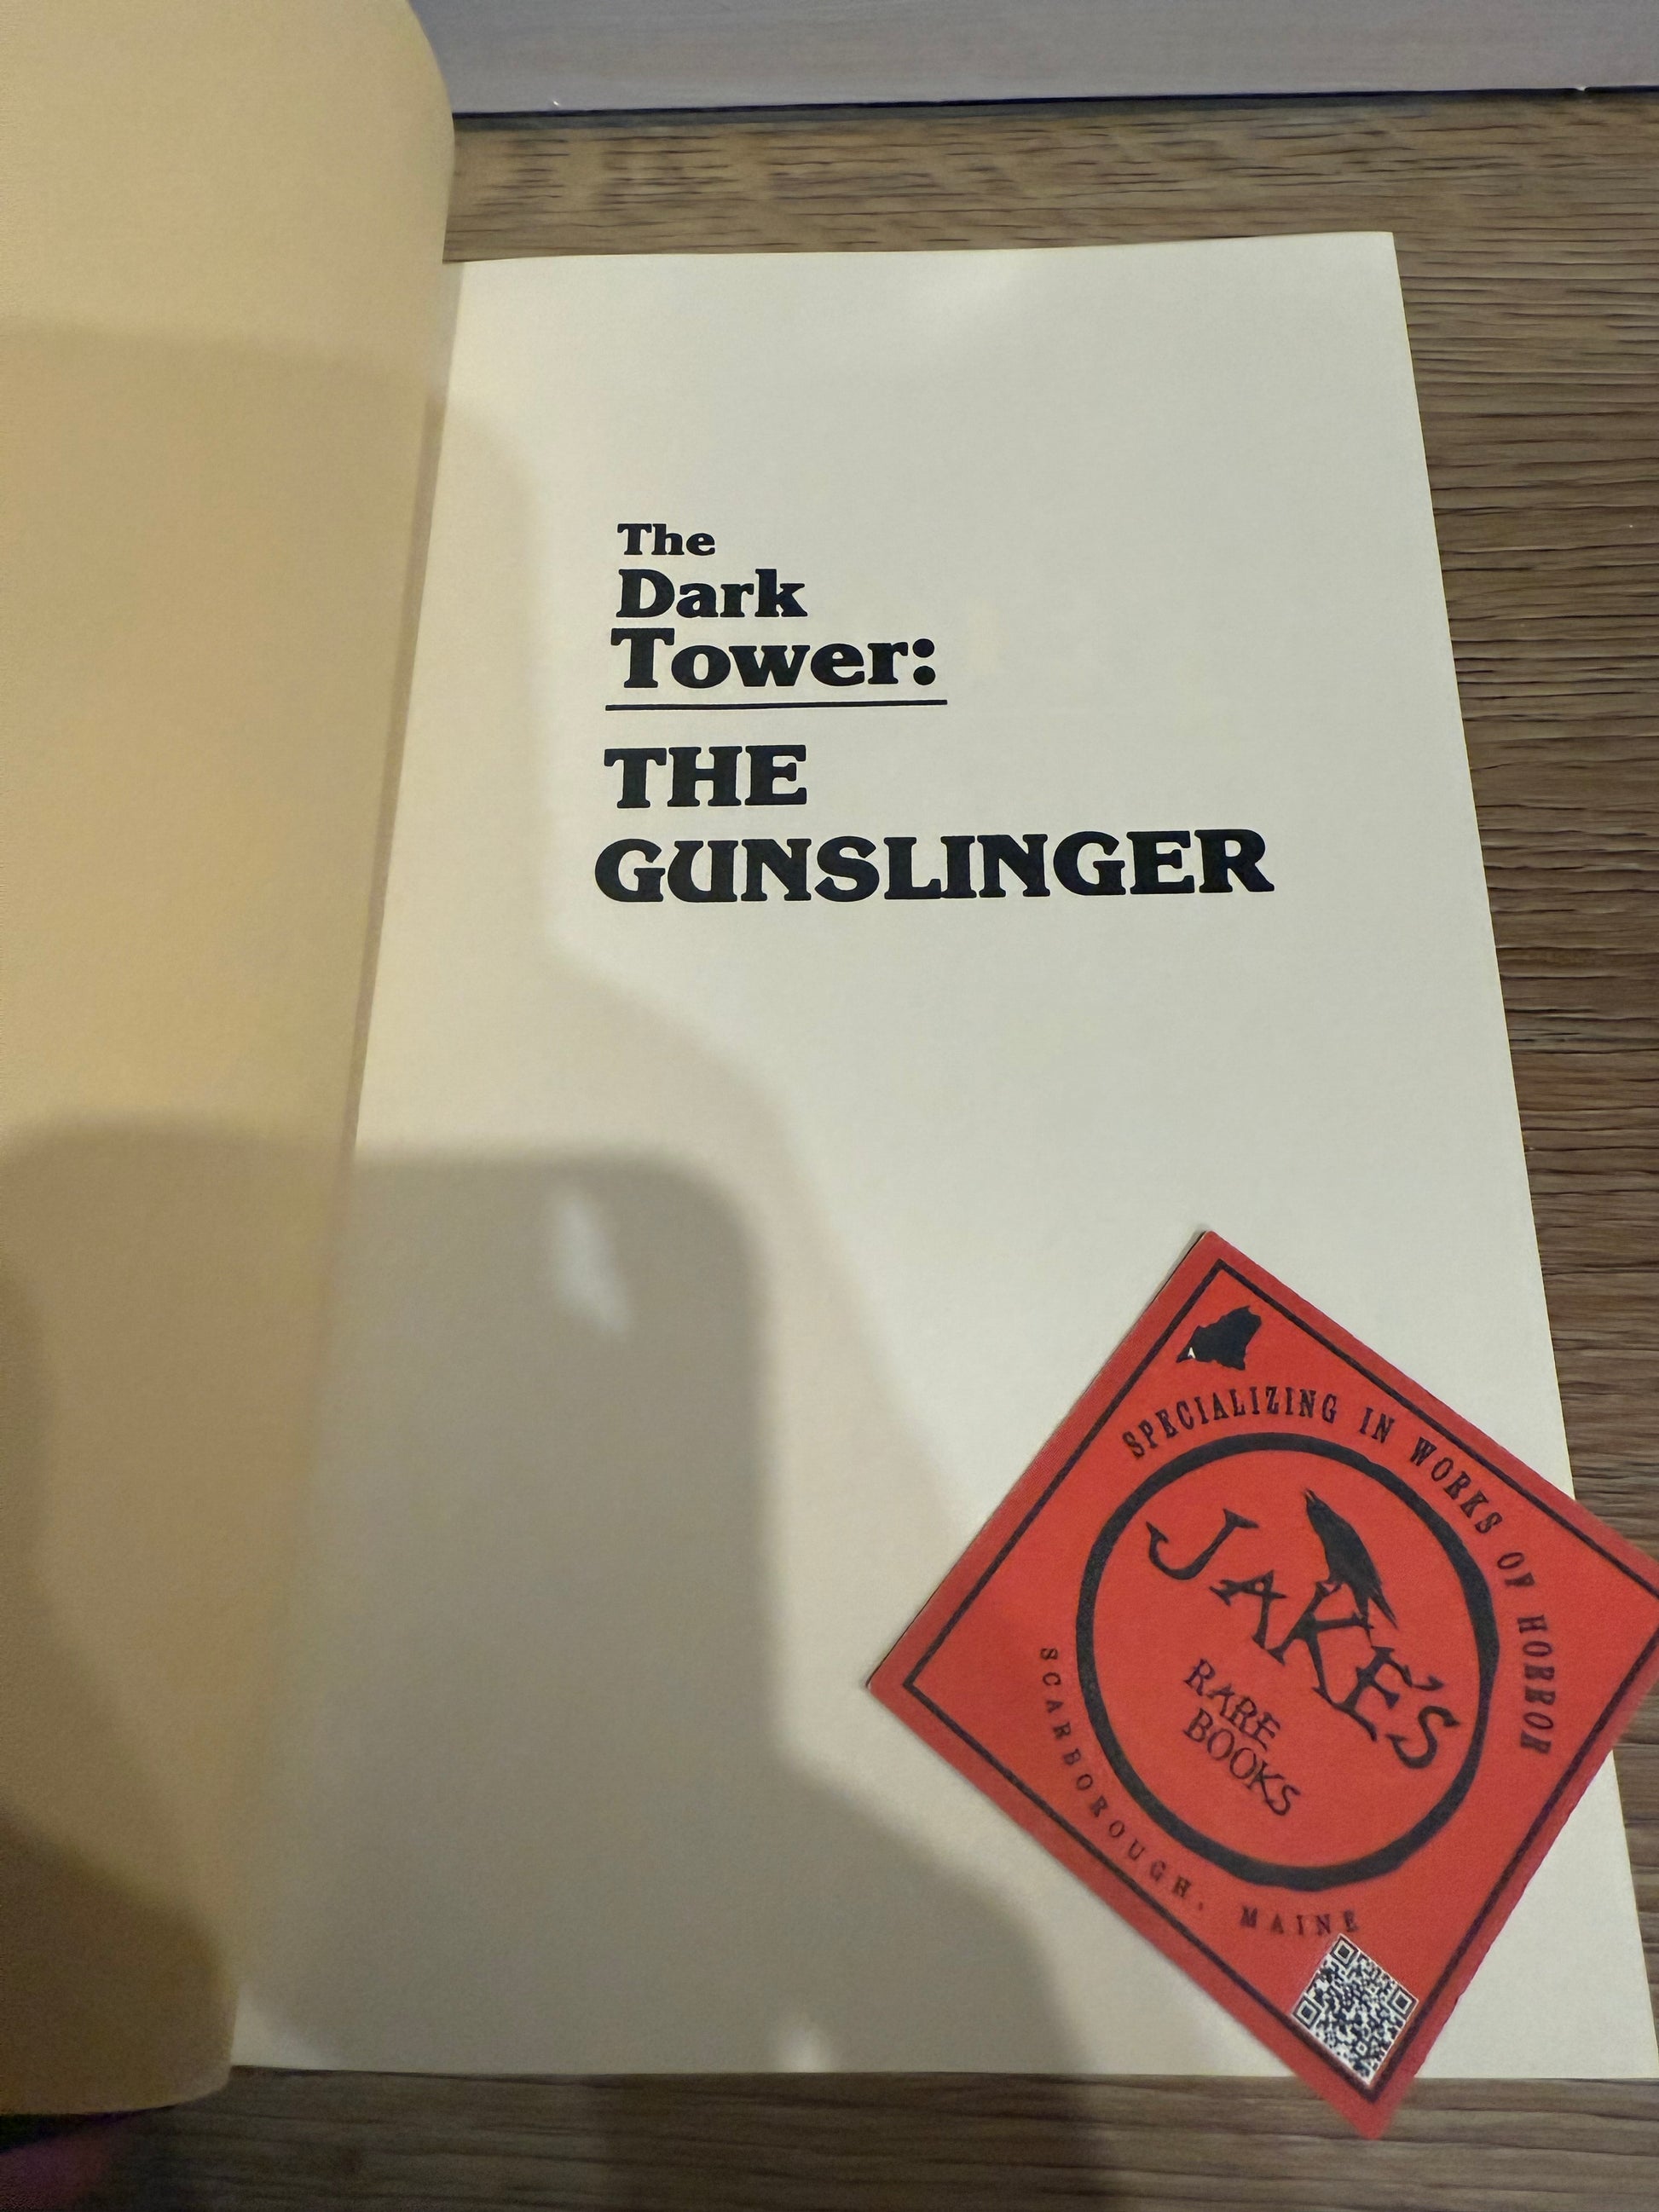 The
Dark
Tower:
THE
GUNSLINGER
SPECIALIZING IN WORKS OF HORROR
JAKE'S
RARE
BOOKS
SCARBOROUGH, MAINE